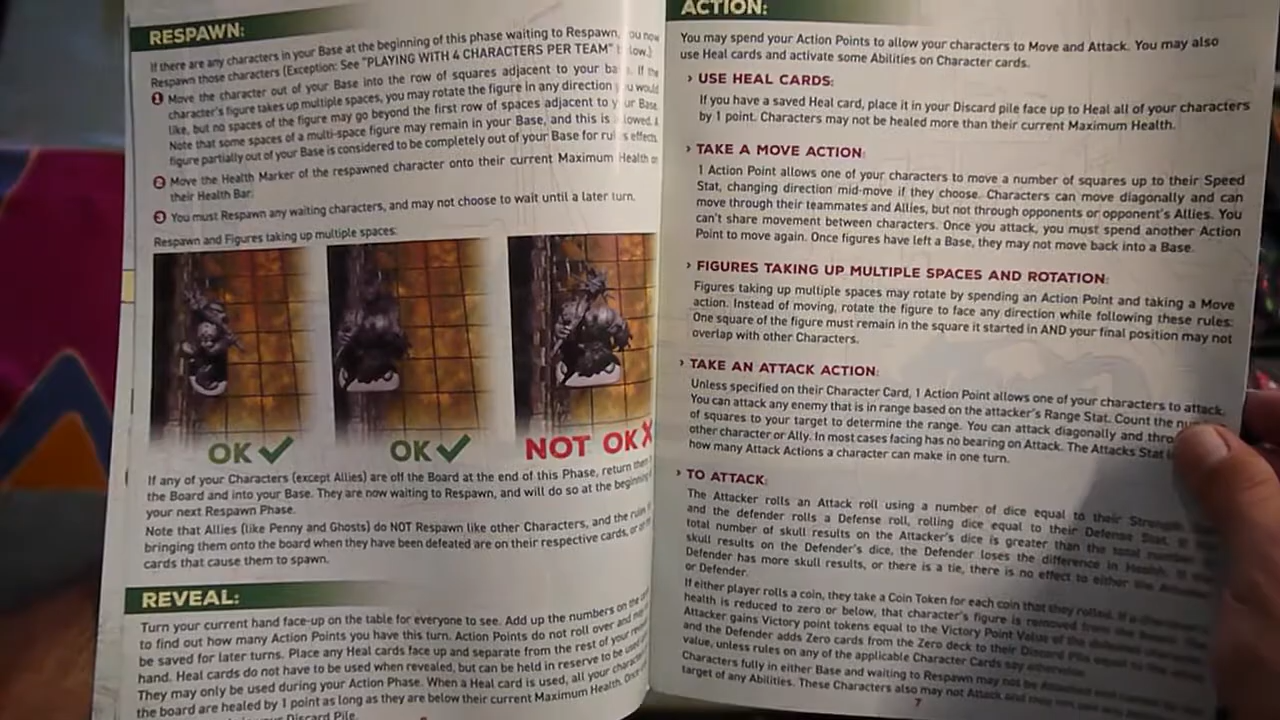 RESPAWN:
If there are any characters in your Base at the beginning of this phase waiting to Respawn, you now
Respawn those characters (Exception: See "PLAYING WITH 4 CHARACTERS PER TEAM"
1 Move the character out of your Base into the row of squares adjacent to your If the
character's figure takes up multiple spaces, you may rotate the figure in any direction you would
like, but no spaces of the figure may go beyond the first row of spaces adjacent to your Base.
Note that some spaces of a multi-space figure may remain in your Base, and this is A
figure partially out of your Base is considered to be completely out of your Base for effects.
2 Move the Health Marker of the respawned character onto their current Maximum Health on
their Health Bar.
3 You must Respawn any waiting characters, and may not choose to wait until a later turn.
Respawn and Figures taking up multiple spaces:
OK
OK
NOT OK
If any of your Characters (except Allies) are off the Board at the end of this Phase, return
the Board and into your Base. They are now waiting to Respawn, and will do so at the
your next Respawn Phase.
Note that Allies (like Penny and Ghosts) do NOT Respawn like other Characters, and the
bringing them onto the board when they have been defeated are on their respective cards,
cards that cause them to spawn.
REVEAL:
Turn your current hand face-up on the table for everyone to see. Add up the numbers on the
to find out how many Action Points you have this turn. Action Points do not roll over and
be saved for later turns. Place any Heal cards face up and separate from the rest of your
hand. Heal cards do not have to be used when revealed, but can be held in reserve to be
They may only be used during your Action Phase. When a Heal card is used, all your
the board are healed by 1 point as long as they are below their current Maximum Health.
Discard Pile.
ACTION:
You may spend your Action Points to allow your characters to Move and Attack. You may also
use Heal cards and activate some Abilities on Character cards.
› USE HEAL CARDS:
If you have a saved Heal card, place it in your Discard pile face up to Heal all of your characters
by 1 point. Characters may not be healed more than their current Maximum Health.
› TAKE A MOVE ACTION:
1 Action Point allows one of your characters to move a number of squares up to their Speed
Stat, changing direction mid-move if they choose. Characters can move diagonally and can
move through their teammates and Allies, but not through opponents or opponent's Allies. You
can't share movement between characters. Once you attack, you must spend another Action
Point to move again. Once figures have left a Base, they may not move back into a Base.
› FIGURES TAKING UP MULTIPLE SPACES AND ROTATION:
Figures taking up multiple spaces may rotate by spending an Action Point and taking a Move
action. Instead of moving, rotate the figure to face any direction while following these rules:
One square of the figure must remain in the square it started in AND your final position may not
overlap with other Characters.
› TAKE AN ATTACK ACTION:
Unless specified on their Character Card, 1 Action Point allows one of your characters to attack.
You can attack any enemy that is in range based on the attacker's Range Stat. Count the
of squares to your target to determine the range. You can attack diagonally and
other character or Ally. In most cases facing has no bearing on Attack. The Attacks Stat
how many Attack Actions a character can make in one turn.
› TO ATTACK:
The Attacker rolls an Attack roll using a number of dice equal to their Strength
and the defender rolls a Defense roll, rolling dice equal to their Defense Stat. If
total number of skull results on the Attacker's dice is greater than the total number
skull results on the Defender's dice, the Defender loses the difference in Health. If the
Defender has more skull results, or there is a tie, there is no effect to either the Attacker
or Defender.
If either player rolls a coin, they take a Coin Token for each coin that they rolled. If a
health is reduced to zero or below, that character's figure is removed from the
Attacker gains Victory point tokens equal to the Victory Point Value of the
and the Defender adds Zero cards from the Zero deck to their Discard Pile
value, unless rules on any of the applicable Character Cards say otherwise.
Characters fully in either Base and waiting to Respawn may not be
target of any Abilities. These Characters also may not Attack and
7